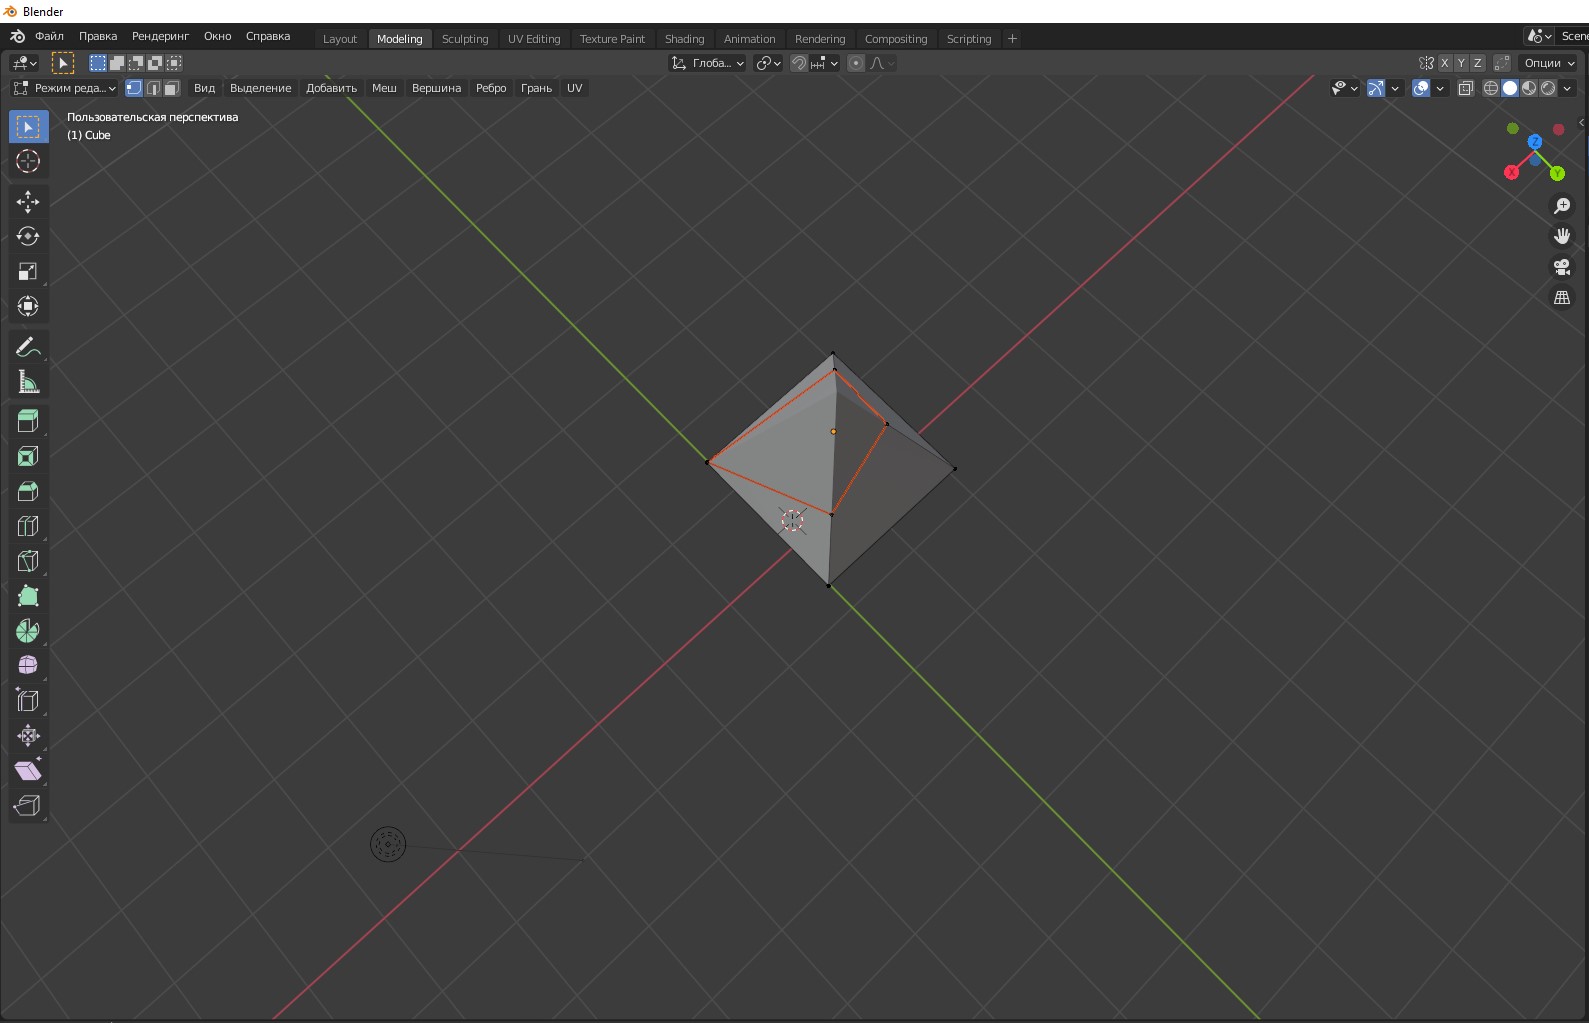 Blender
Файл Правка Рендеринг Окно Справка Layout Modeling Sculpting UV Editing Texture Paint Shading Animation Rendering Compositing Scripting + Scene
Глоба... X Y Z Опции
Режим реда... Вид Выделение Добавить Меш Вершина Ребро Грань UV
Пользовательская перспектива
(1) Cube
Z
X Y